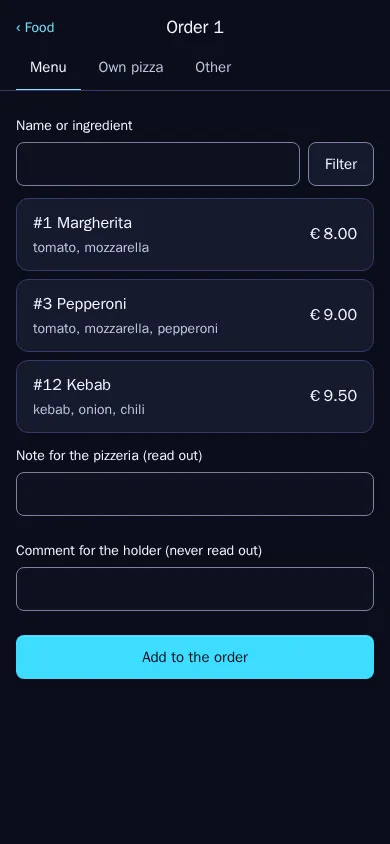 ‹ Food
Order 1
Menu
Own pizza
Other
Name or ingredient
Filter
#1 Margherita
tomato, mozzarella
€ 8.00
#3 Pepperoni
tomato, mozzarella, pepperoni
€ 9.00
#12 Kebab
kebab, onion, chili
€ 9.50
Note for the pizzeria (read out)
Comment for the holder (never read out)
Add to the order